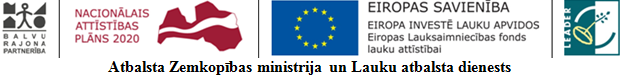 BALVU
RAJONA
PARTNERĪBA
NACIONĀLAIS
ATTĪSTĪBAS
PLĀNS 2020
EIROPAS SAVIENĪBA
EIROPA INVESTĒ LAUKU APVIDOS
Eiropas Lauksaimniecības fonds
lauku attīstībai
LEADER
Atbalsta Zemkopības ministrija un Lauku atbalsta dienests